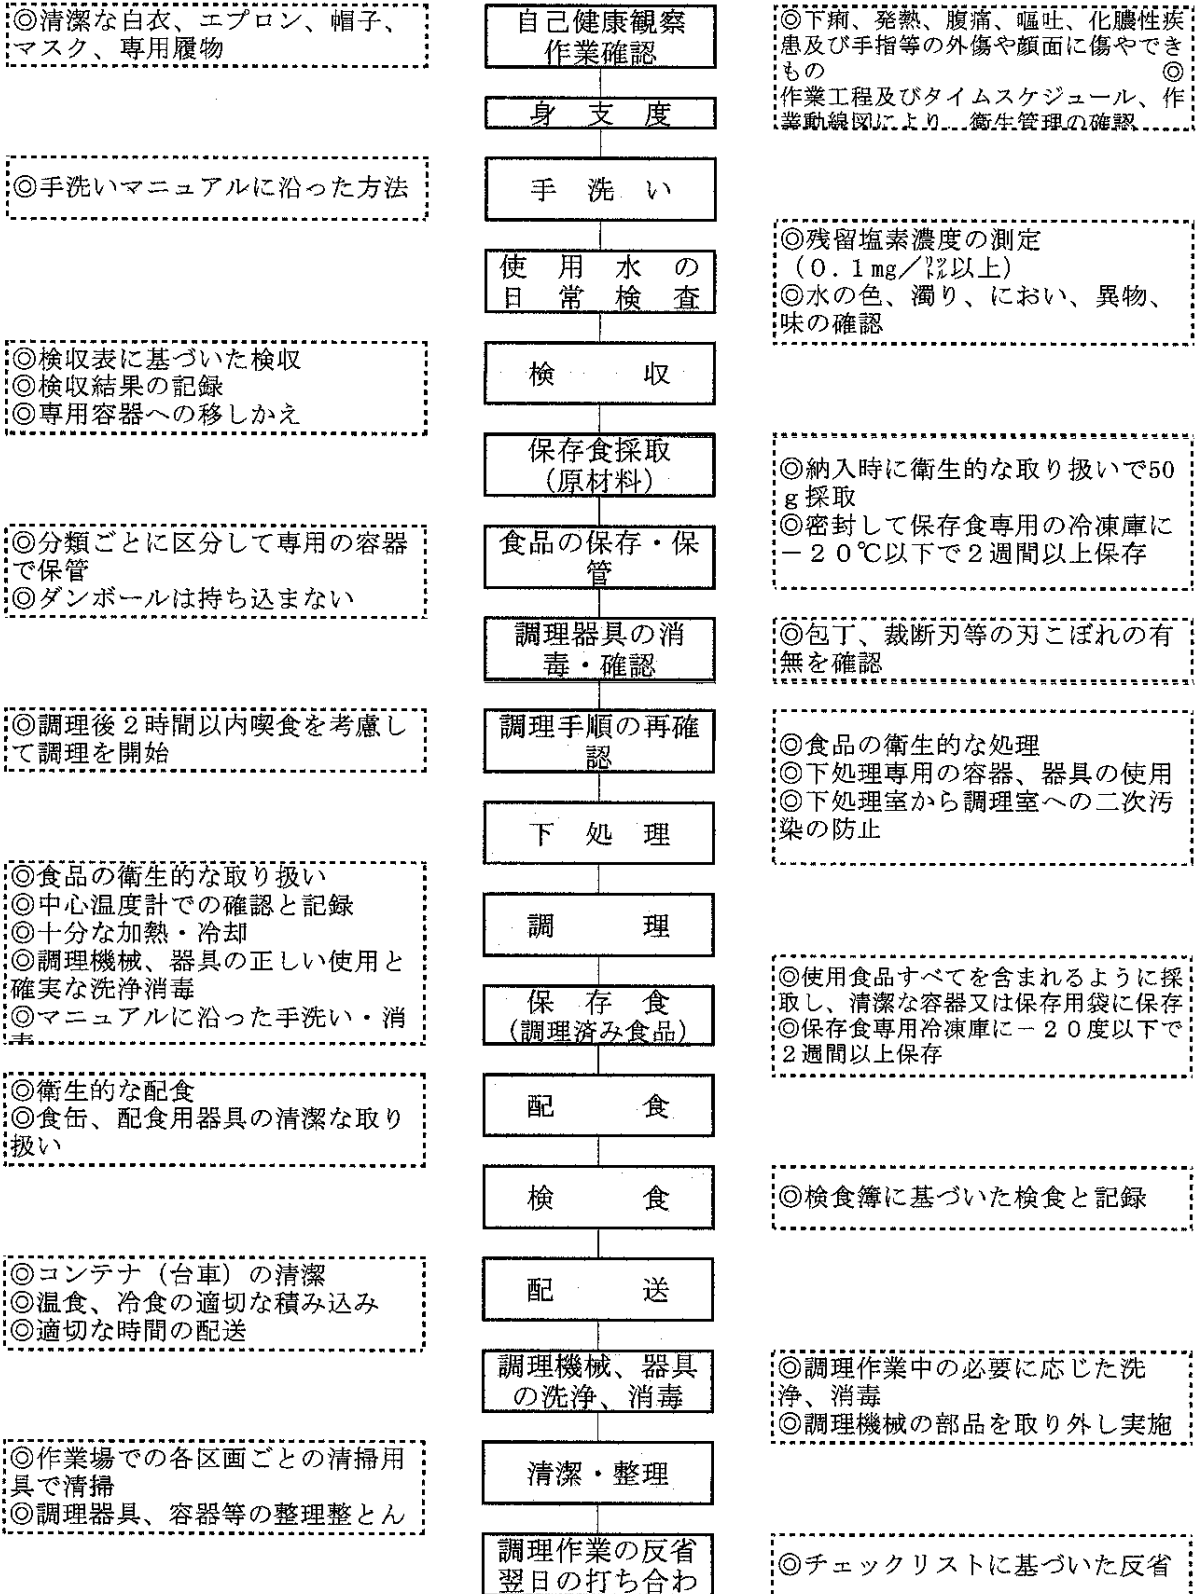 ◎清潔な白衣、エプロン、帽子、
マスク、専用履物
自己健康観察
作業確認
◎下痢、発熱、腹痛、嘔吐、化膿性疾
患及び手指等の外傷や顔面に傷やでき
もの　◎
作業工程及びタイムスケジュール、作
業動線図により、衛生管理の確認
身　支　度
◎手洗いマニュアルに沿った方法
手　洗　い
使　用　水　の
日　常　検　査
◎残留塩素濃度の測定
（０.１mg／㍑以上）
◎水の色、濁り、におい、異物、
味の確認
◎検収表に基づいた検収
◎検収結果の記録
◎専用容器への移しかえ
検　　　収
保存食採取
（原材料）
◎納入時に衛生的な取り扱いで50
ｇ採取
◎密封して保存食専用の冷凍庫に
－２０℃以下で２週間以上保存
◎分類ごとに区分して専用の容器
で保管
◎ダンボールは持ち込まない
食品の保存・保
管
調理器具の消
毒・確認
◎包丁、裁断刃等の刃こぼれの有
無を確認
◎調理後２時間以内喫食を考慮し
て調理を開始
調理手順の再確
認
◎食品の衛生的な処理
◎下処理専用の容器、器具の使用
◎下処理室から調理室への二次汚
染の防止
下　処　理
◎食品の衛生的な取り扱い
◎中心温度計での確認と記録
◎十分な加熱・冷却
◎調理機械、器具の正しい使用と
確実な洗浄消毒
◎マニュアルに沿った手洗い・消
毒
調　　　理
保　存　食
（調理済み食品）
◎使用食品すべてを含まれるように採
取し、清潔な容器又は保存用袋に保存
◎保存食専用冷凍庫に－２０度以下で
２週間以上保存
◎衛生的な配食
◎食缶、配食用器具の清潔な取り
扱い
配　　　食
検　　　食
◎検食簿に基づいた検食と記録
◎コンテナ（台車）の清潔
◎温食、冷食の適切な積み込み
◎適切な時間の配送
配　　　送
調理機械、器具
の洗浄、消毒
◎調理作業中の必要に応じた洗
浄、消毒
◎調理機械の部品を取り外し実施
◎作業場での各区画ごとの清掃用
具で清掃
◎調理器具、容器等の整理整とん
清潔・整理
調理作業の反省
翌日の打ち合わ
◎チェックリストに基づいた反省